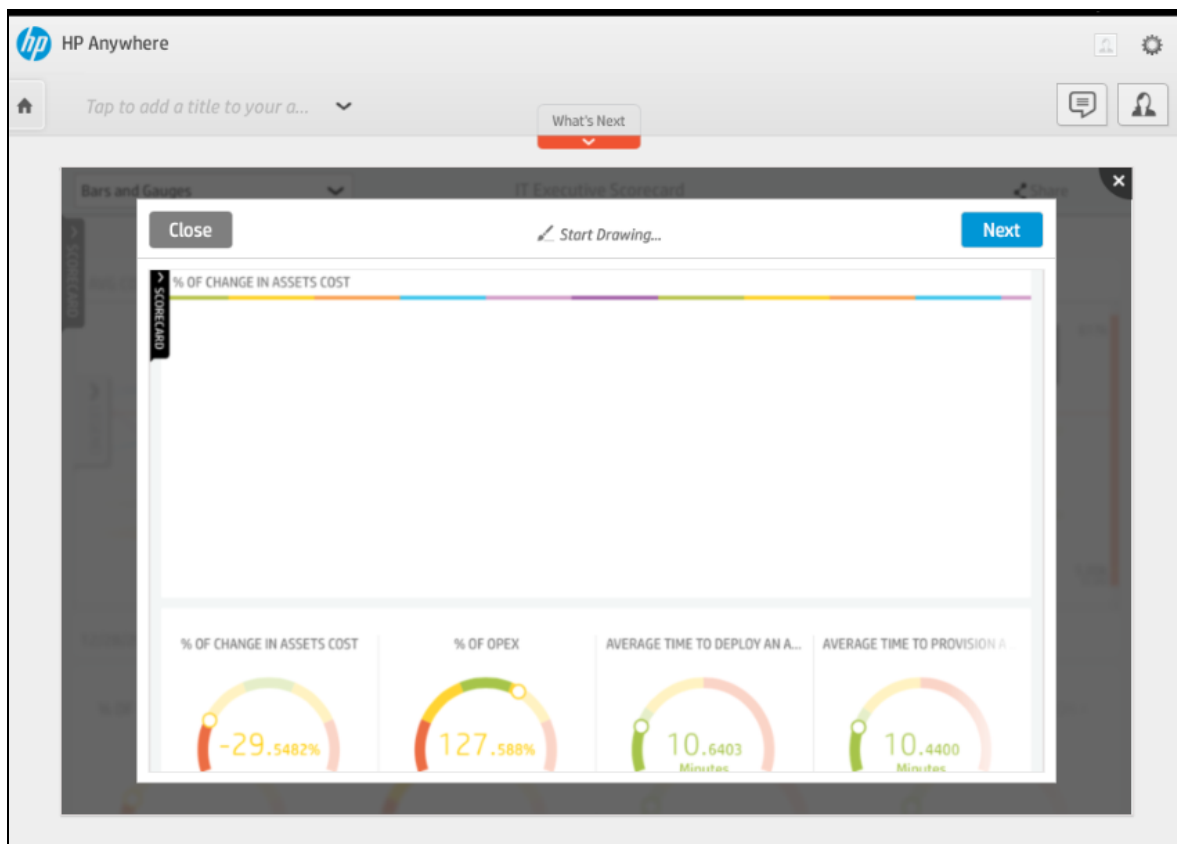 hp HP Anywhere
Tap to add a title to your a...
What's Next
Bars and Gauges IT Executive Scorecard Share
SCORECARD
Close Start Drawing... Next
SCORECARD
% OF CHANGE IN ASSETS COST
% OF CHANGE IN ASSETS COST % OF OPEX AVERAGE TIME TO DEPLOY AN A... AVERAGE TIME TO PROVISION A
-29.5482% 127.588% 10.6403 10.4400
Minutes Minutes